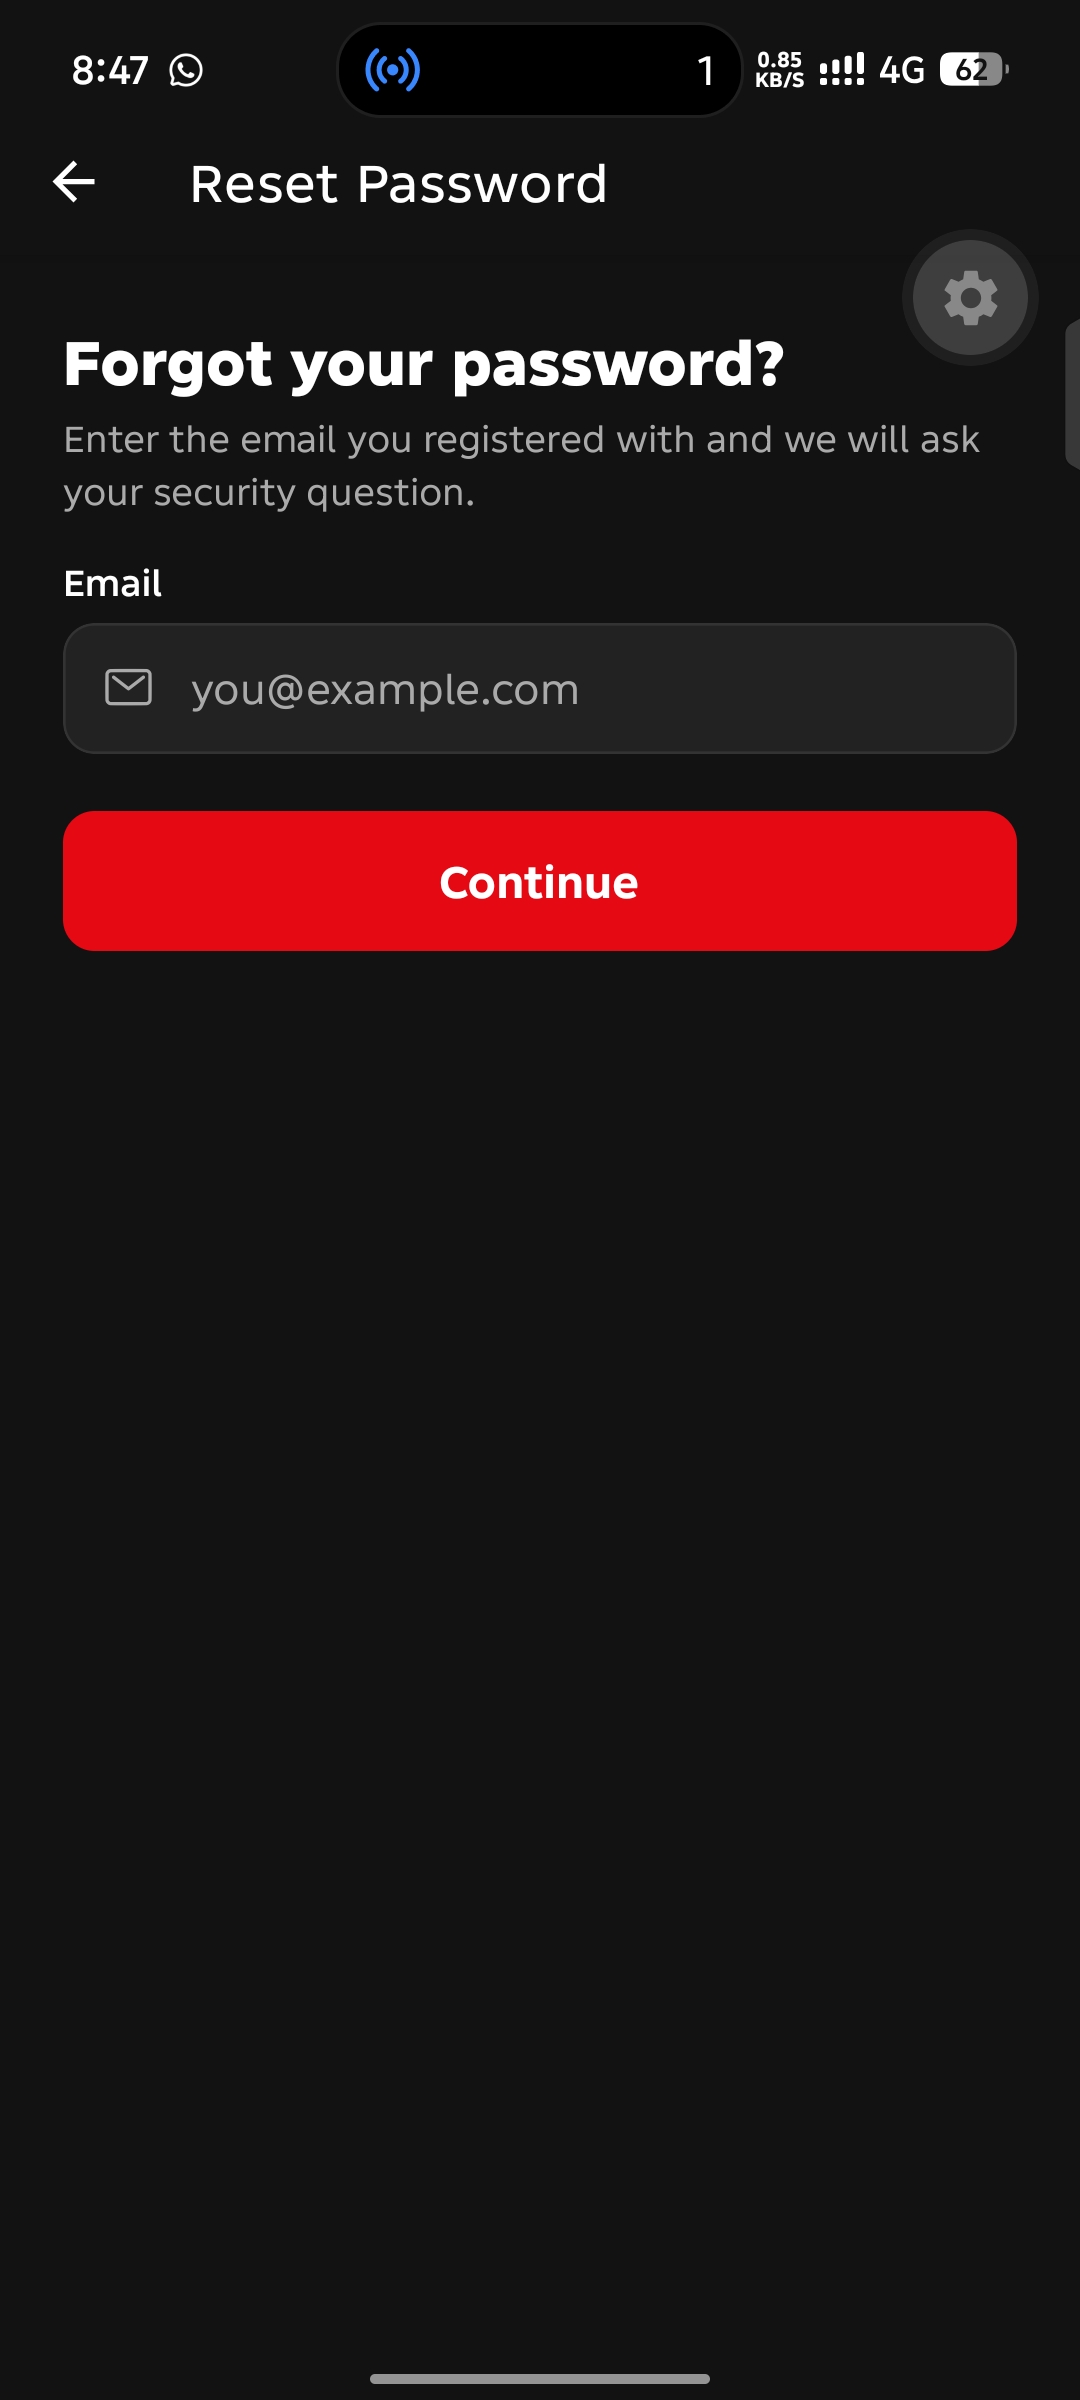 8:47
1
0.85
KB/S
4G
62
Reset Password
Forgot your password?
Enter the email you registered with and we will ask
your security question.
Email
you@example.com
Continue